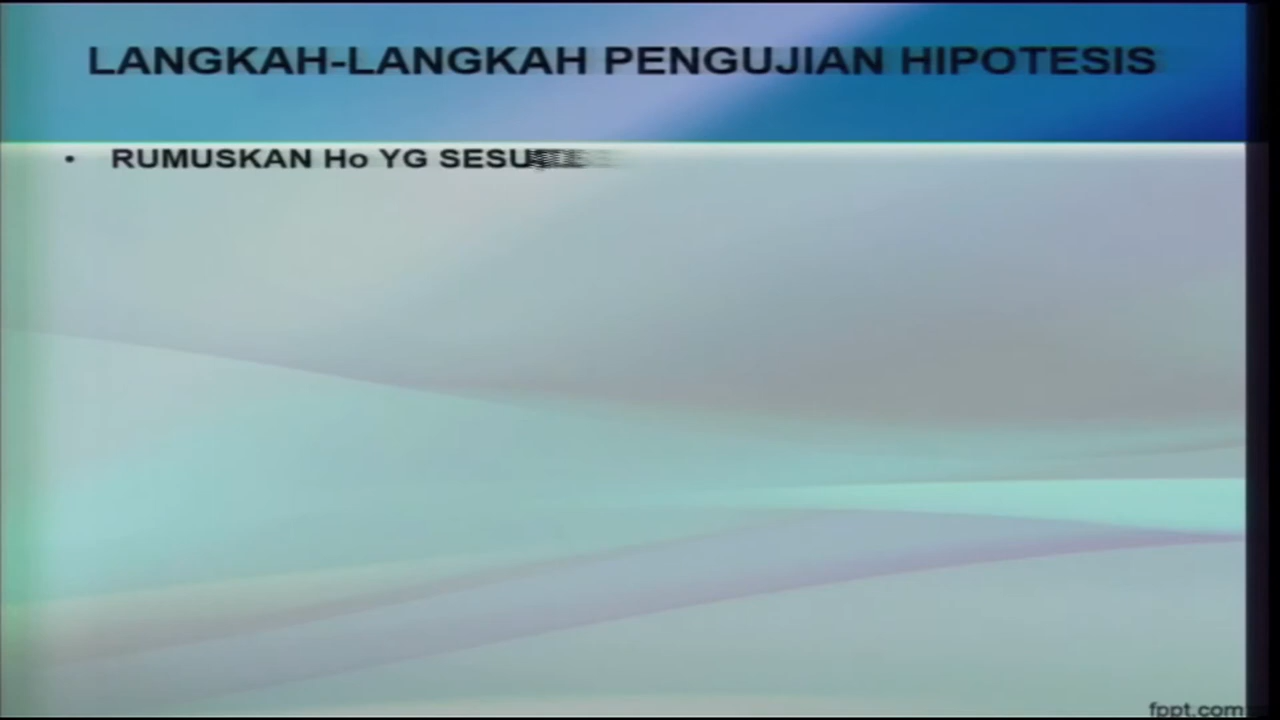 LANGKAH-LANGKAH PENGUJIAN HIPOTESIS
• RUMUSKAN Ho YG
fppt.com